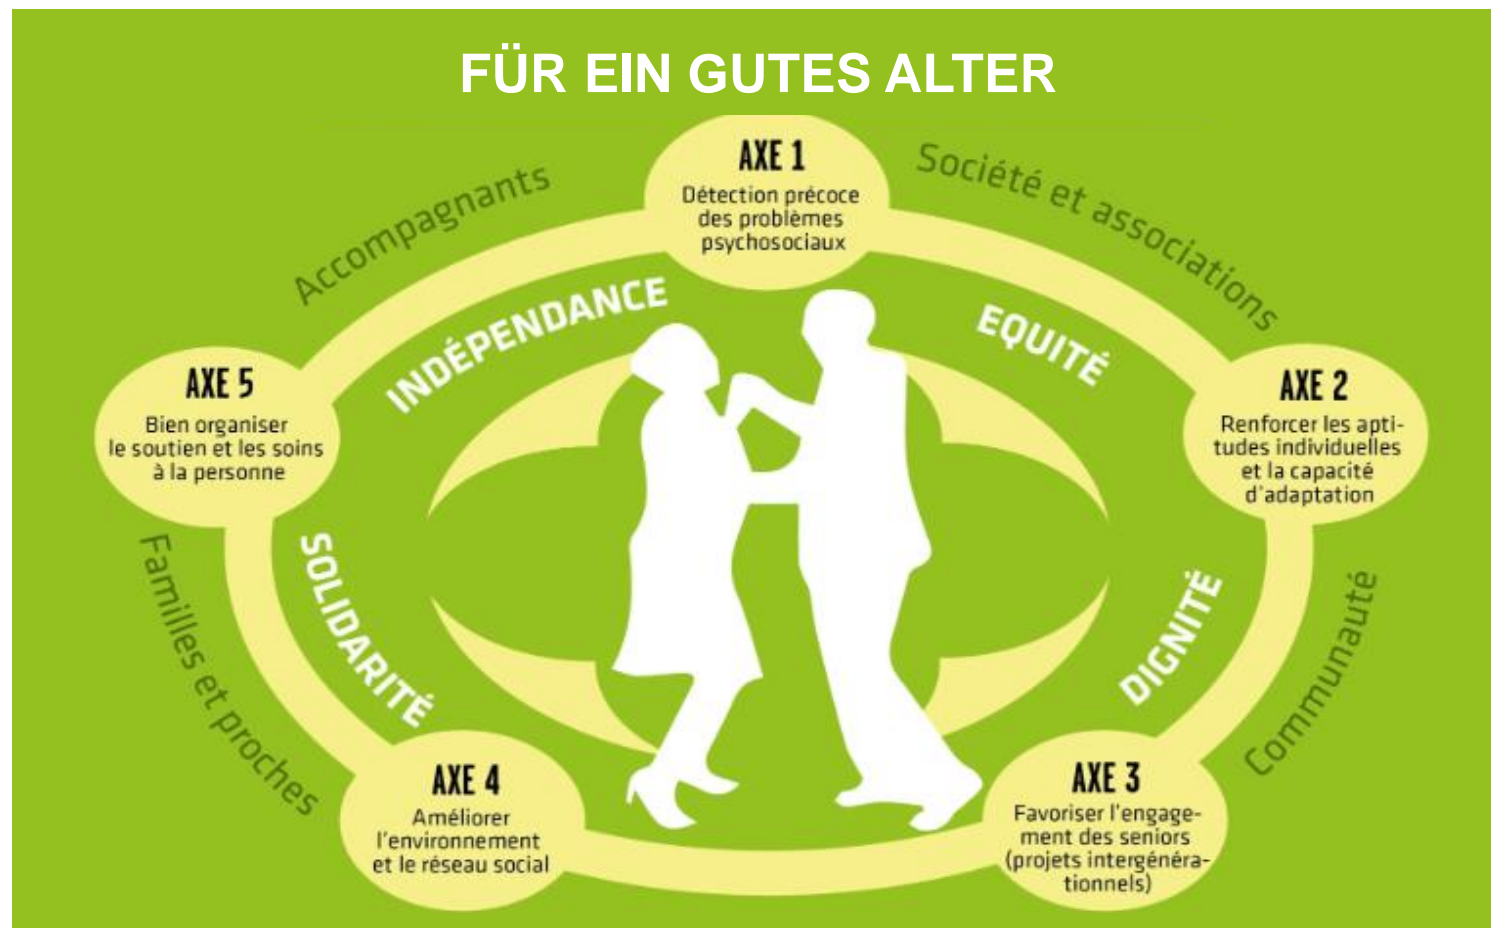 FÜR EIN GUTES ALTER
AXE 1
Détection précoce
des problèmes
psychosociaux
Accompagnants
Société et associations
INDÉPENDANCE
EQUITÉ
AXE 5
Bien organiser
le soutien et les soins
à la personne
AXE 2
Renforcer les apti-
tudes individuelles
et la capacité
d'adaptation
Familles et proches
SOLIDARITÉ
DIGNITÉ
Communauté
AXE 4
Améliorer
l'environnement
et le réseau social
AXE 3
Favoriser l'engage-
ment des seniors
(projets intergénéra-
tionnels)